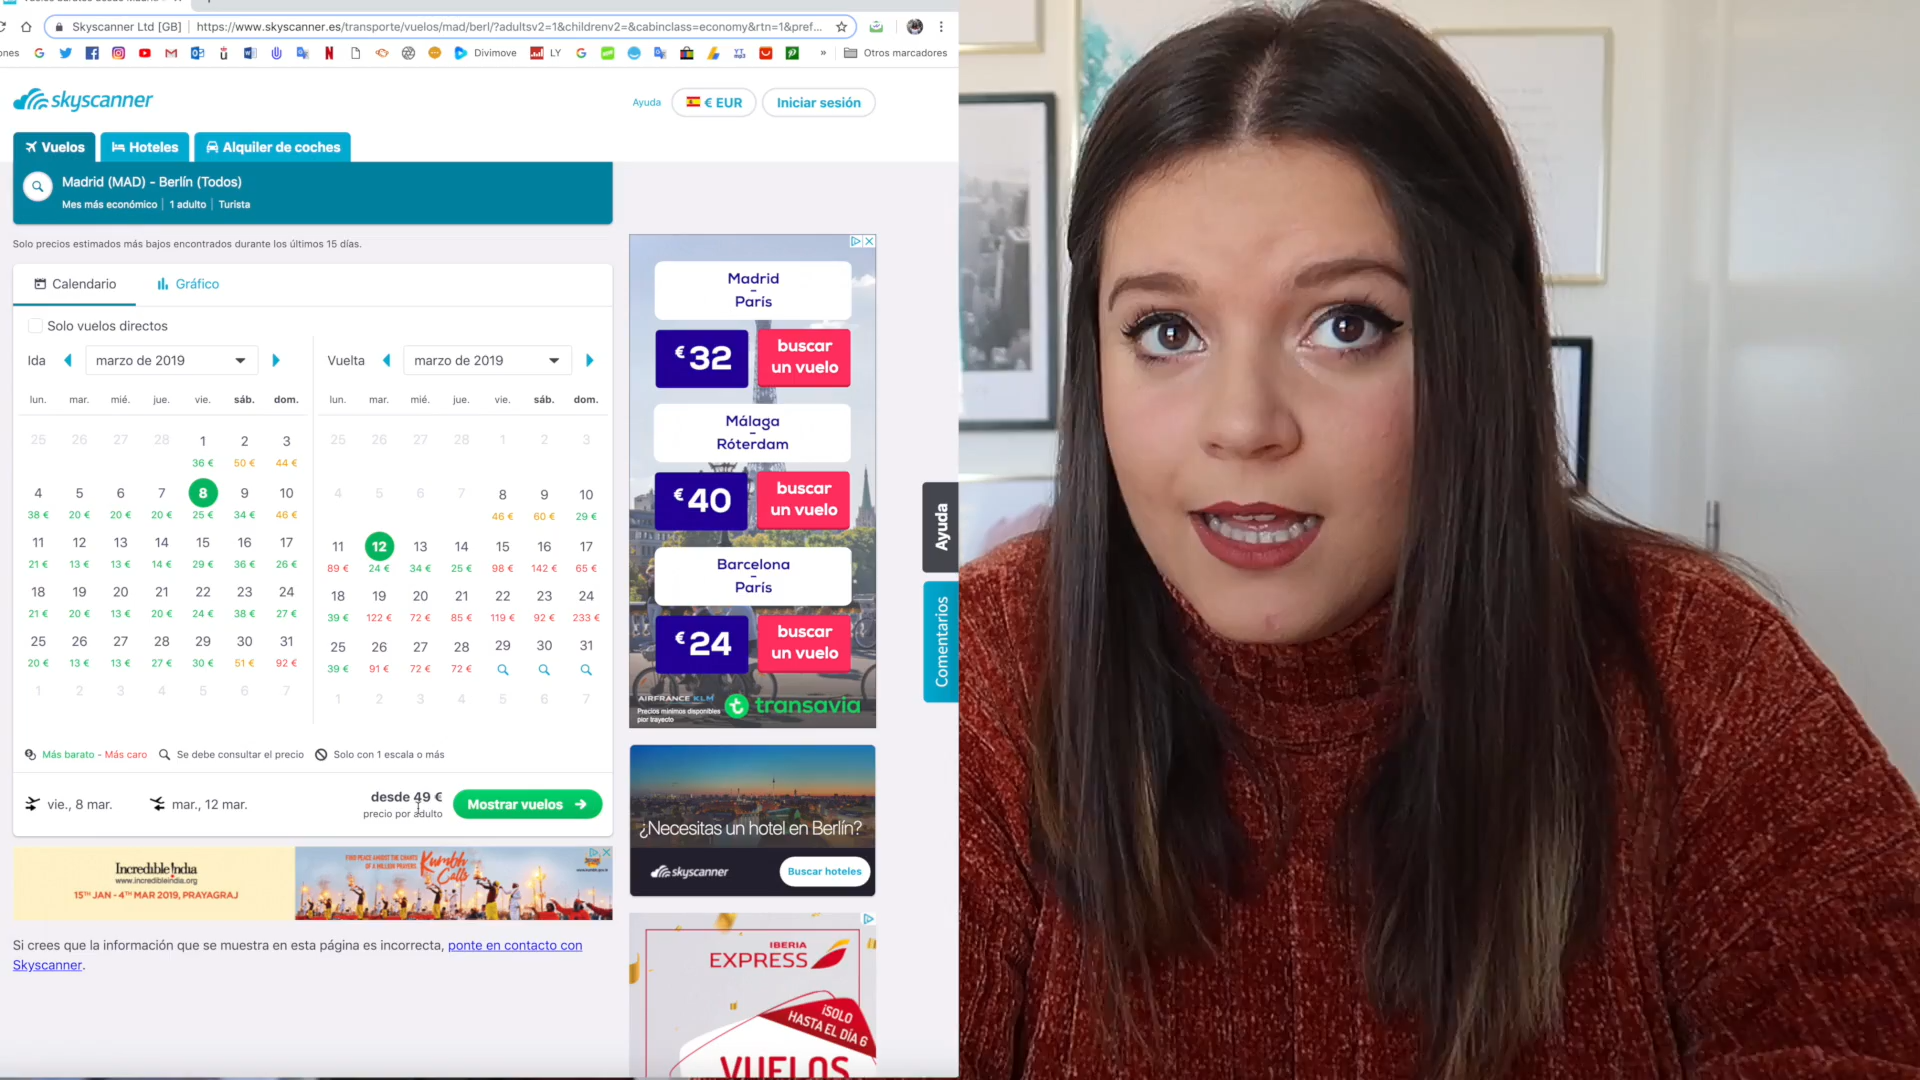 Skyscanner Ltd [GB] | https://www.skyscanner.es/transporte/vuelos/mad/berl/?adultsv2=1&childrenv2=&cabinclass=economy&rtn=1&pref...
Divimove
LY
» Otros marcadores
skyscanner
Ayuda
€ EUR
Iniciar sesión
Vuelos
Hoteles
Alquiler de coches
Madrid (MAD) - Berlín (Todos)
Mes más económico | 1 adulto | Turista
Solo precios estimados más bajos encontrados durante los últimos 15 días.
Calendario
Gráfico
Solo vuelos directos
Ida
marzo de 2019
lun. mar. mié. jue. vie. sáb. dom.
25 26 27 28 1 2 3
36 € 50 € 44 €
4 5 6 7 8 9 10
38 € 20 € 20 € 20 € 25 € 34 € 46 €
11 12 13 14 15 16 17
21 € 13 € 13 € 14 € 29 € 36 € 26 €
18 19 20 21 22 23 24
21 € 20 € 13 € 20 € 24 € 38 € 27 €
25 26 27 28 29 30 31
20 € 13 € 13 € 27 € 30 € 51 € 92 €
1 2 3 4 5 6 7
Vuelta
marzo de 2019
lun. mar. mié. jue. vie. sáb. dom.
25 26 27 28 1 2 3
4 5 6 7 8 9 10
46 € 60 € 29 €
11 12 13 14 15 16 17
89 € 24 € 34 € 25 € 98 € 142 € 65 €
18 19 20 21 22 23 24
39 € 122 € 72 € 85 € 119 € 92 € 233 €
25 26 27 28 29 30 31
39 € 91 € 72 € 72 €
1 2 3 4 5 6 7
Más barato - Más caro
Se debe consultar el precio
Solo con 1 escala o más
vie., 8 mar.
mar., 12 mar.
desde 49 €
precio por adulto
Mostrar vuelos
Incredible !ndia
www.incredibleindia.org
15TH JAN - 4TH MAR 2019, PRAYAGRAJ
FIND PEACE AMIDST THE CHANTS
OF A MILLION PRAYERS.
Kumbh
Calls
Si crees que la información que se muestra en esta página es incorrecta, ponte en contacto con
Skyscanner.
Madrid
-
París
€ 32
buscar
un vuelo
Málaga
-
Róterdam
€ 40
buscar
un vuelo
Barcelona
-
París
€ 24
buscar
un vuelo
AIRFRANCE KLM
Precios mínimos disponibles
por trayecto
transavia
¿Necesitas un hotel en Berlín?
skyscanner
Buscar hoteles
IBERIA
EXPRESS
¡SOLO
HASTA EL DÍA 6
VUELOS
Ayuda
Comentarios